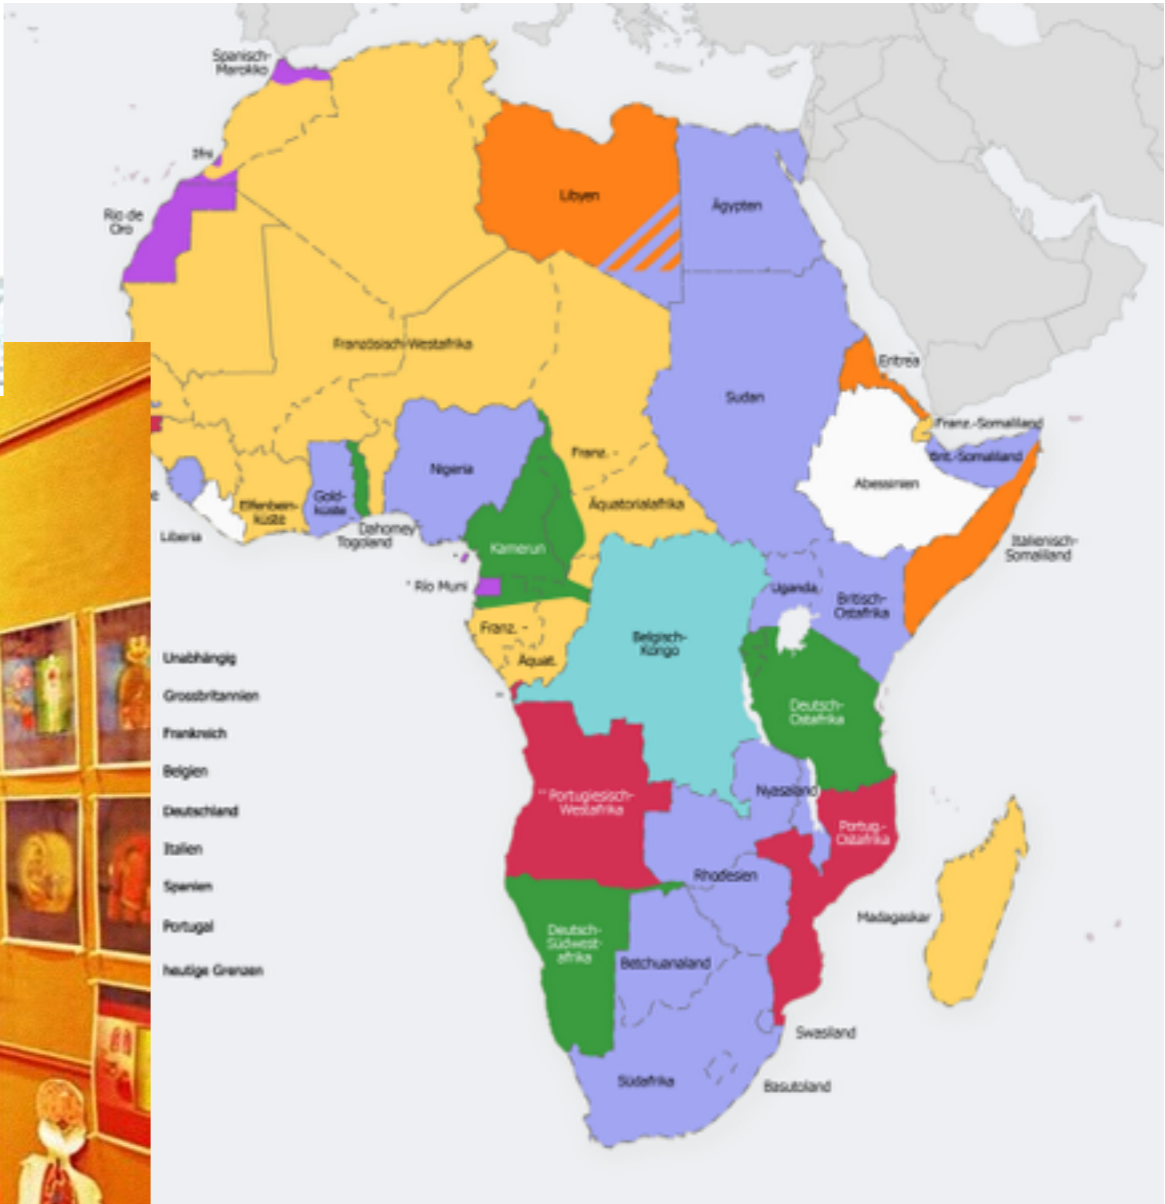 Spanisch-
Marokko
Ifni
Rio de
Oro
Libyen
Ägypten
Französisch-Westafrika
Eritrea
Sudan
Franz.-Somaliland
Brit.-Somaliland
Abessinien
Franz. -
Äquatorialafrika
Nigeria
Gold-
küste
Elfenbein-
küste
Dahomey
Togoland
Liberia
Italienisch-
Somaliland
Kamerun
* Río Muni
Uganda
Britisch-
Ostafrika
Franz. -
Äquat.
Belgisch-
Kongo
Deutsch-
Ostafrika
Unabhängig
Grossbritannien
Frankreich
Belgien
Deutschland
Italien
Spanien
Portugal
heutige Grenzen
** Portugiesisch-
Westafrika
Nyasaland
Portug.-
Ostafrika
Rhodesien
Madagaskar
Deutsch-
Südwest-
afrika
Betchuanaland
Swasiland
Südafrika
Basutoland